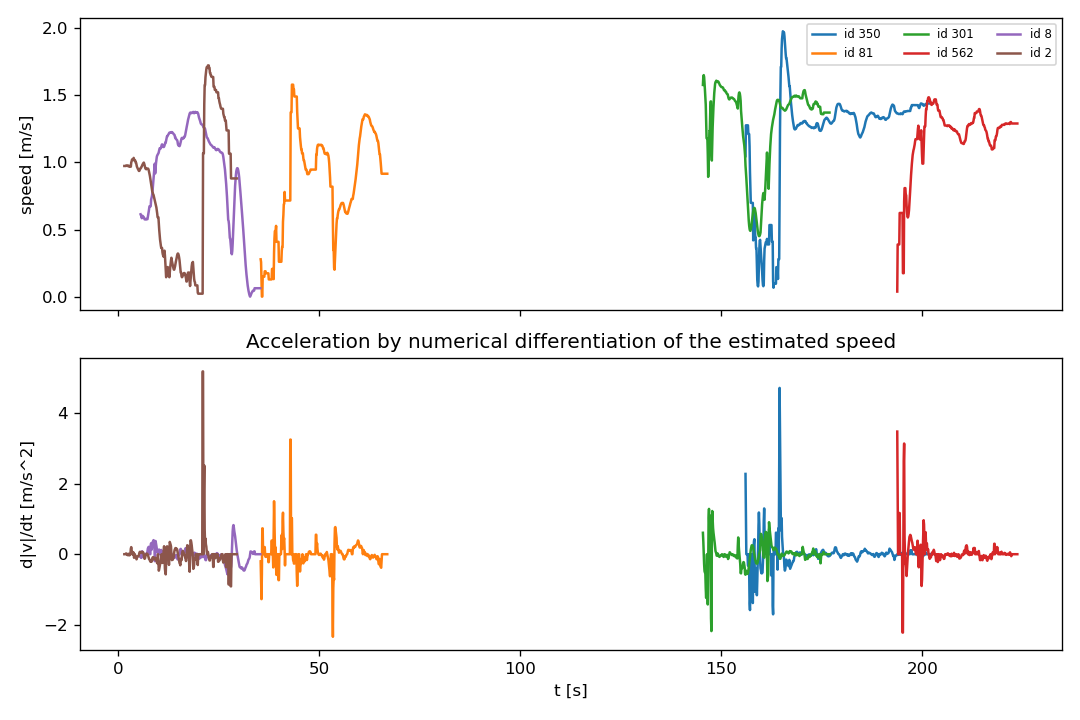 2.0
1.5
1.0
0.5
0.0
speed [m/s]
id 350
id 81
id 301
id 562
id 8
id 2
Acceleration by numerical differentiation of the estimated speed
4
2
0
−2
d|v|/dt [m/s^2]
0
50
100
150
200
t [s]